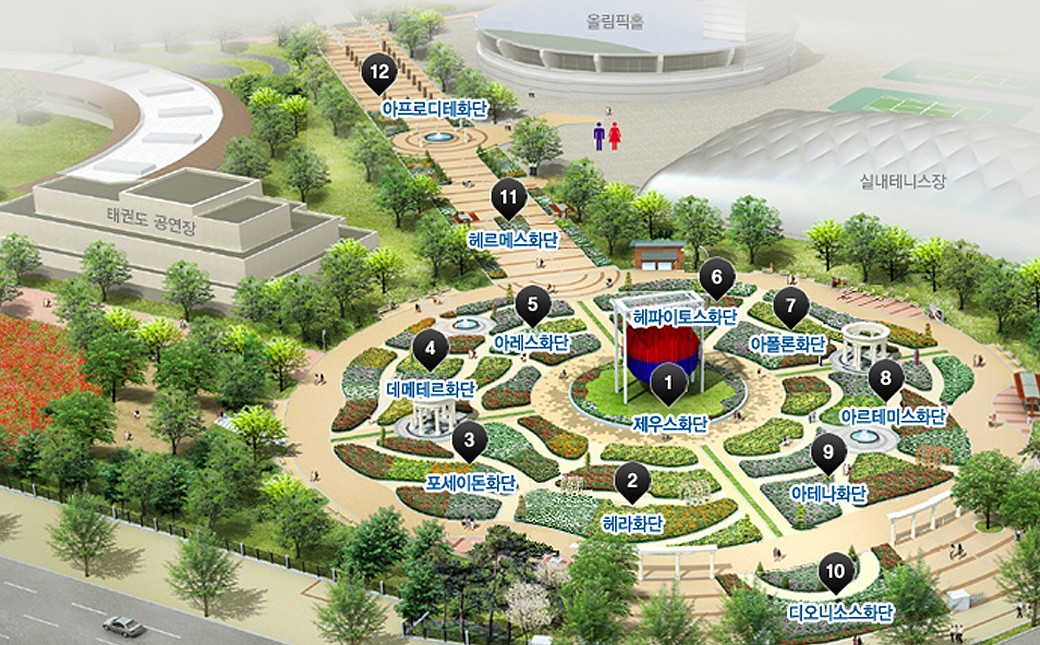 올림픽홀
12
아프로디테화단
실내테니스장
11
태권도 공연장
헤르메스화단
6
5
7
헤파이토스화단
아레스화단
아폴론화단
4
1
8
데메테르화단
아르테미스화단
제우스화단
3
9
2
포세이돈화단
아테나화단
헤라화단
10
디오니소스화단